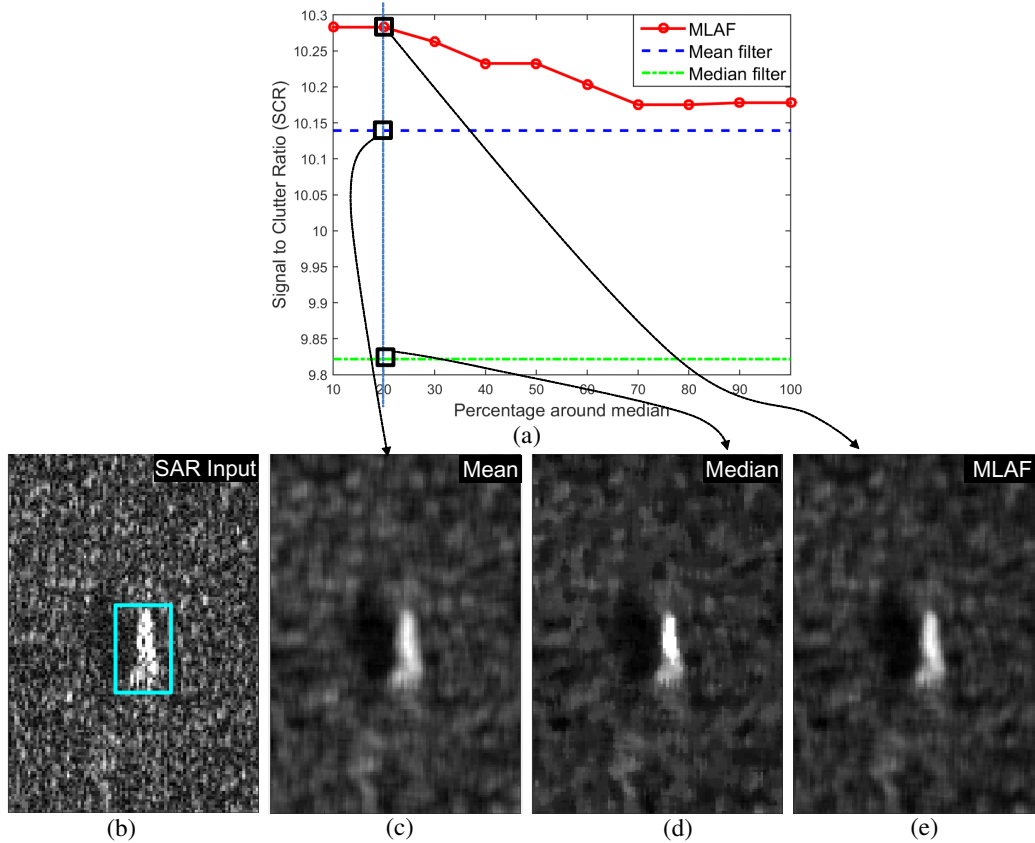 10.3
10.25
10.2
10.15
10.1
10.05
10
9.95
9.9
9.85
9.8
Signal to Clutter Ratio (SCR)
MLAF
Mean filter
Median filter
10 20 30 40 50 60 70 80 90 100
Percentage around median
(a)
SAR Input
Mean
Median
MLAF
(b) (c) (d) (e)